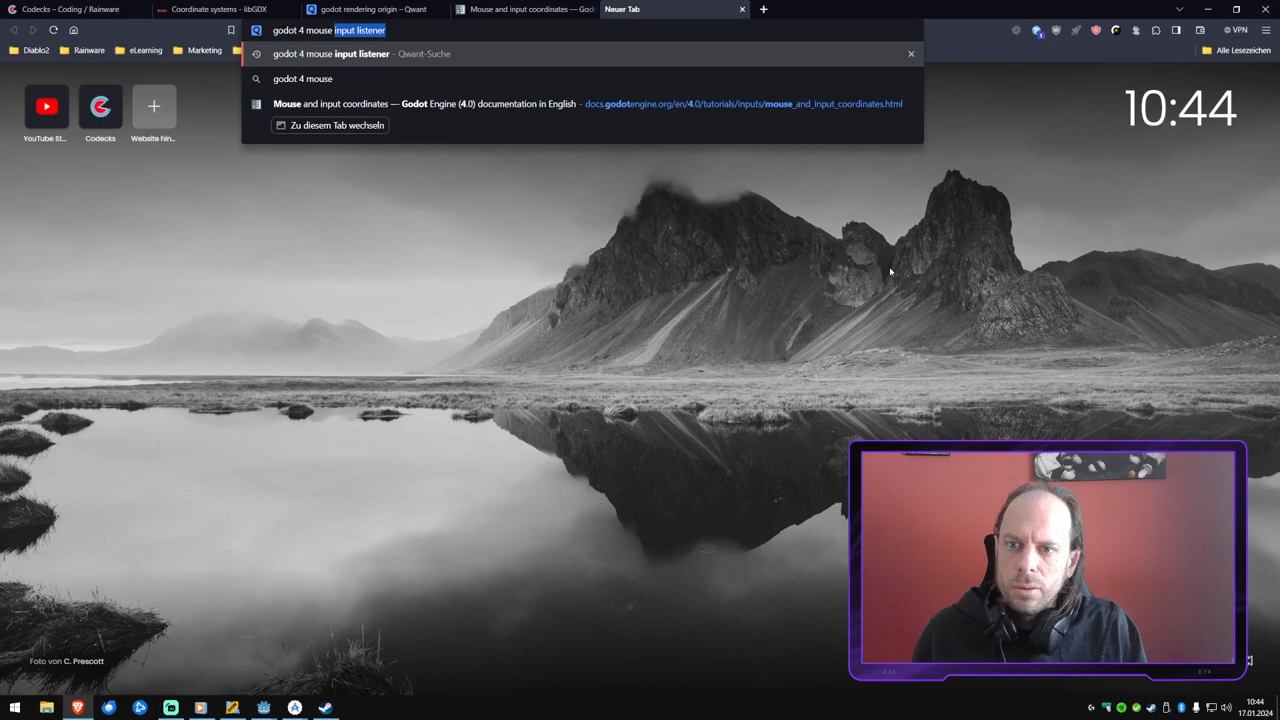 Codecks – Coding / Rainware
Coordinate systems - libGDX
godot rendering origin – Qwant
Mouse and input coordinates — God
Neuer Tab
godot 4 mouse input listener
VPN
Diablo2
Rainware
eLearning
Marketing
Alle Lesezeichen
godot 4 mouse input listener - Qwant-Suche
godot 4 mouse
Mouse and input coordinates — Godot Engine (4.0) documentation in English - docs.godotengine.org/en/4.0/tutorials/inputs/mouse_and_input_coordinates.html
Zu diesem Tab wechseln
YouTube St...
Codecks
Website hin...
10:44
Foto von C. Prescott
10:44
17.01.2024